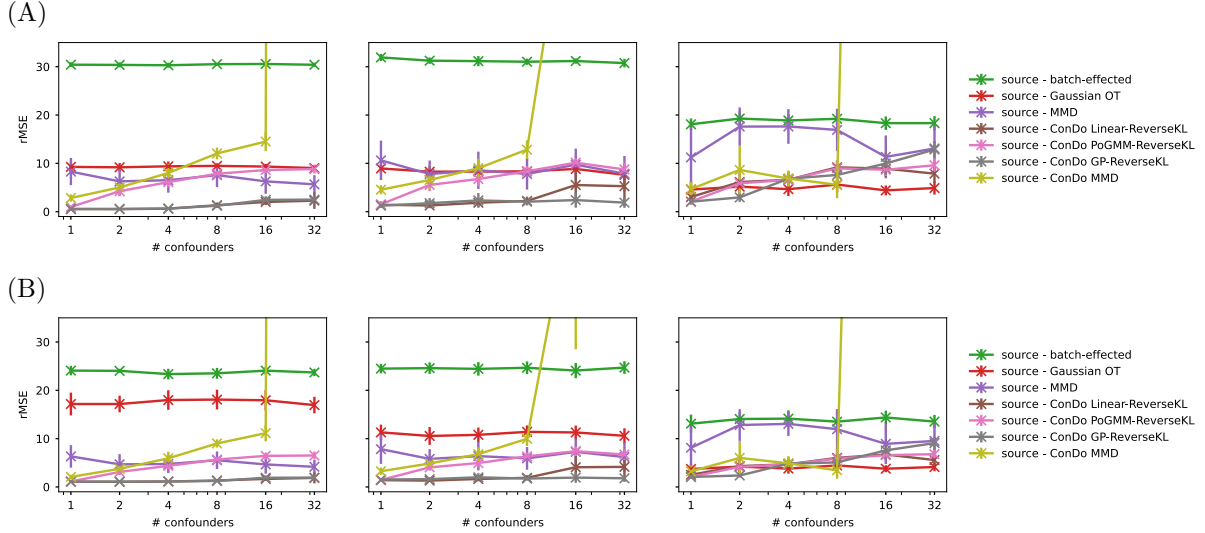 (A)
rMSE
30
20
10
0
1 2 4 8 16 32
# confounders
1 2 4 8 16 32
# confounders
1 2 4 8 16 32
# confounders
source - batch-effected
source - Gaussian OT
source - MMD
source - ConDo Linear-ReverseKL
source - ConDo PoGMM-ReverseKL
source - ConDo GP-ReverseKL
source - ConDo MMD
(B)
rMSE
30
20
10
0
1 2 4 8 16 32
# confounders
1 2 4 8 16 32
# confounders
1 2 4 8 16 32
# confounders
source - batch-effected
source - Gaussian OT
source - MMD
source - ConDo Linear-ReverseKL
source - ConDo PoGMM-ReverseKL
source - ConDo GP-ReverseKL
source - ConDo MMD